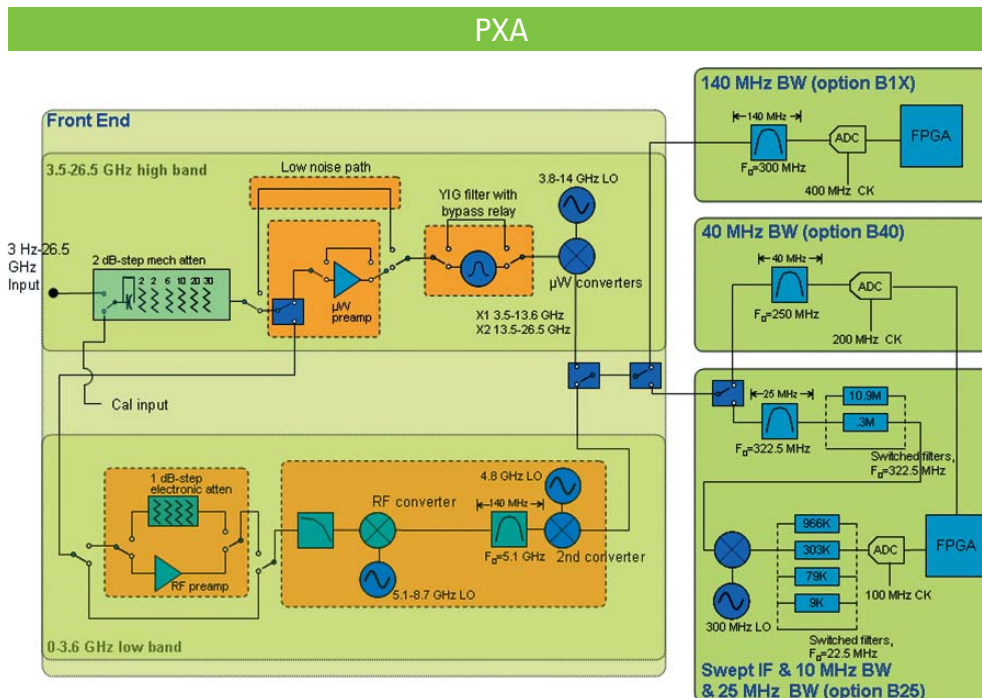 PXA
Front End
3.5-26.5 GHz high band
Low noise path
YIG filter with
bypass relay
3.8-14 GHz LO
3 Hz-26.5
GHz
Input
2 dB-step mech atten
2 2 6 10 20 30
µW
preamp
µW converters
X1 3.5-13.6 GHz
X2 13.5-26.5 GHz
Cal input
1 dB-step
electronic atten
RF preamp
RF converter
5.1-8.7 GHz LO
140 MHz
F₀=5.1 GHz
4.8 GHz LO
2nd converter
0-3.6 GHz low band
140 MHz BW (option B1X)
140 MHz
F₀=300 MHz
ADC
400 MHz CK
FPGA
40 MHz BW (option B40)
40 MHz
F₀=250 MHz
ADC
200 MHz CK
25 MHz
F₀=322.5 MHz
10.9M
.3M
Switched filters,
F₀=322.5 MHz
300 MHz LO
966K
303K
79K
9K
ADC
100 MHz CK
FPGA
Switched filters,
F₀=22.5 MHz
Swept IF & 10 MHz BW
& 25 MHz BW (option B25)